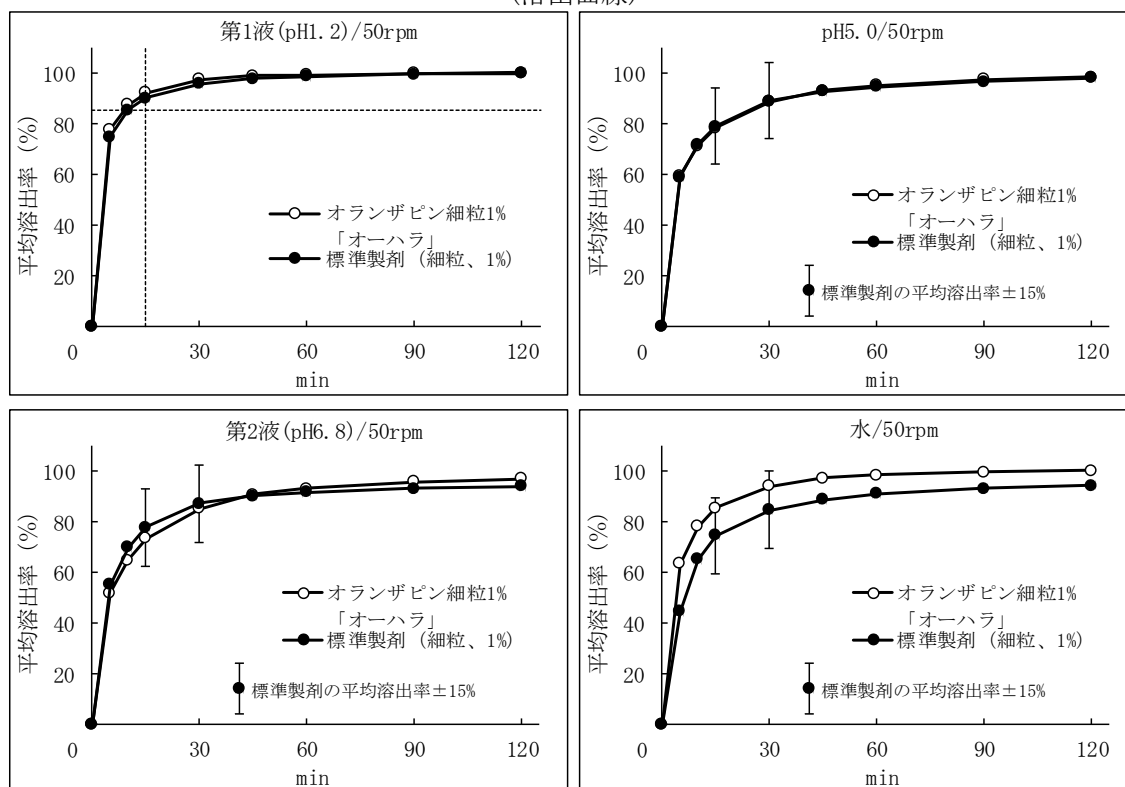 第1液(pH1.2)/50rpm
平均溶出率 (%)
100
80
60
40
20
0
30
60
90
120
min
オランザピン細粒1%
「オーハラ」
標準製剤 (細粒、1%)
pH5.0/50rpm
平均溶出率 (%)
100
80
60
40
20
0
30
60
90
120
min
オランザピン細粒1%
「オーハラ」
標準製剤 (細粒、1%)
標準製剤の平均溶出率±15%
第2液(pH6.8)/50rpm
平均溶出率 (%)
100
80
60
40
20
0
30
60
90
120
min
オランザピン細粒1%
「オーハラ」
標準製剤 (細粒、1%)
標準製剤の平均溶出率±15%
水/50rpm
平均溶出率 (%)
100
80
60
40
20
0
30
60
90
120
min
オランザピン細粒1%
「オーハラ」
標準製剤 (細粒、1%)
標準製剤の平均溶出率±15%